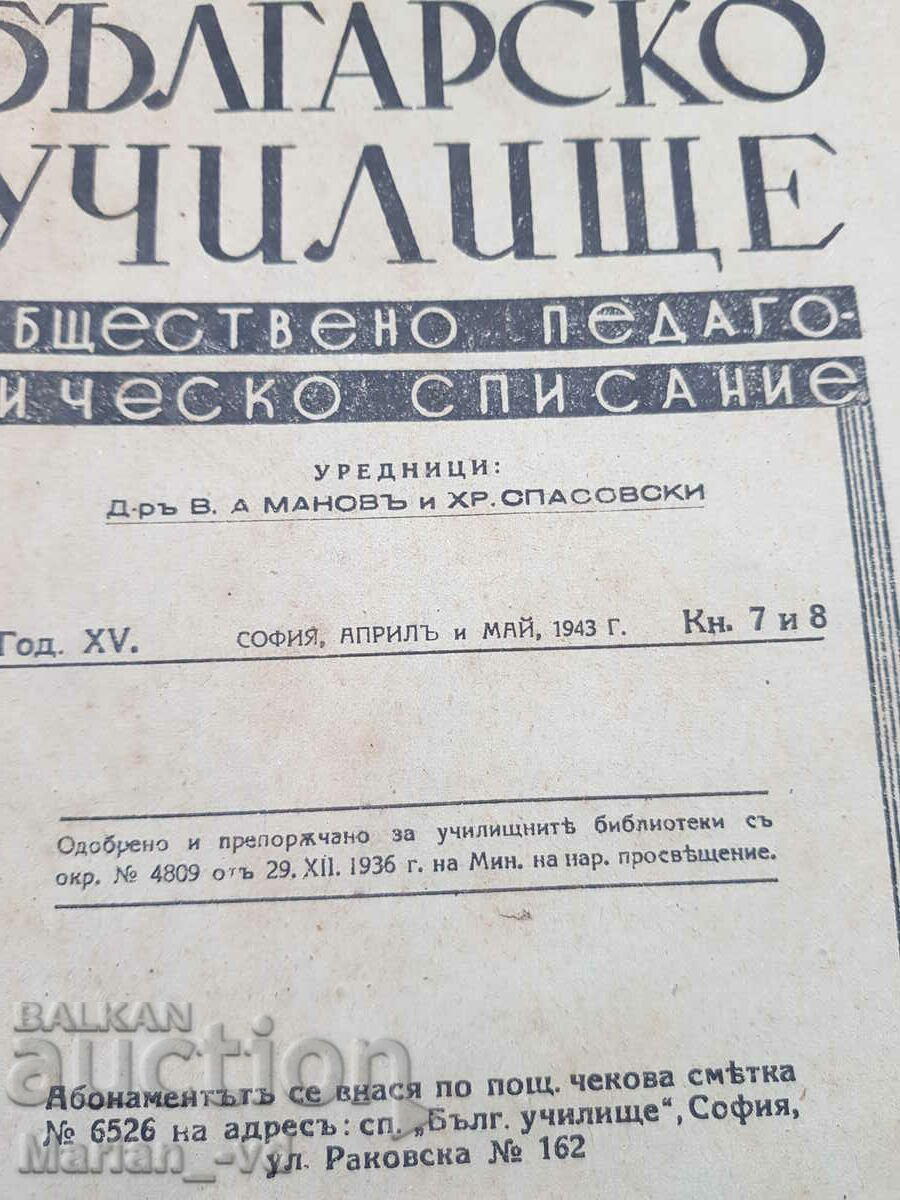 БЪЛГАРСКО
УЧИЛИЩЕ
БЩЕСТВЕНО ПЕДАГО-
ИЧЕСКО СПИСАНИЕ
УРЕДНИЦИ:
Д-ръ В. А МАНОВЪ и ХР. СПАСОВСКИ
Год. XV. СОФИЯ, АПРИЛЪ и МАЙ, 1943 г. Кн. 7 и 8
Одобрено и препорѫчано за училищнитѣ библиотеки съ
окр. № 4809 отъ 29. XII. 1936 г. на Мин. на нар. просвѣщение.
BALKAN
auction
Абонаментътъ се внася по пощ. чекова смѣтка
№ 6526 на адресъ: сп. „Бълг. училище“, София,
ул. Раковска № 162
Marian_-vd